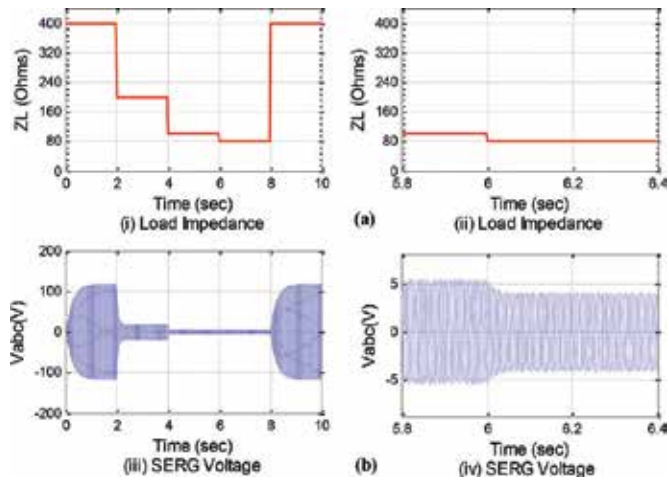 400
320
240
160
80
0
ZL (Ohms)
0 2 4 6 8 10
Time (sec)
(i) Load Impedance
(a)
400
320
240
160
80
0
ZL (Ohms)
5.8 6 6.2 6.4
Time (sec)
(ii) Load Impedance
200
100
0
-100
-200
Vabc(V)
0 2 4 6 8 10
Time (sec)
(iii) SERG Voltage
(b)
5
0
-5
Vabc(V)
5.8 6 6.2 6.4
Time (sec)
(iv) SERG Voltage